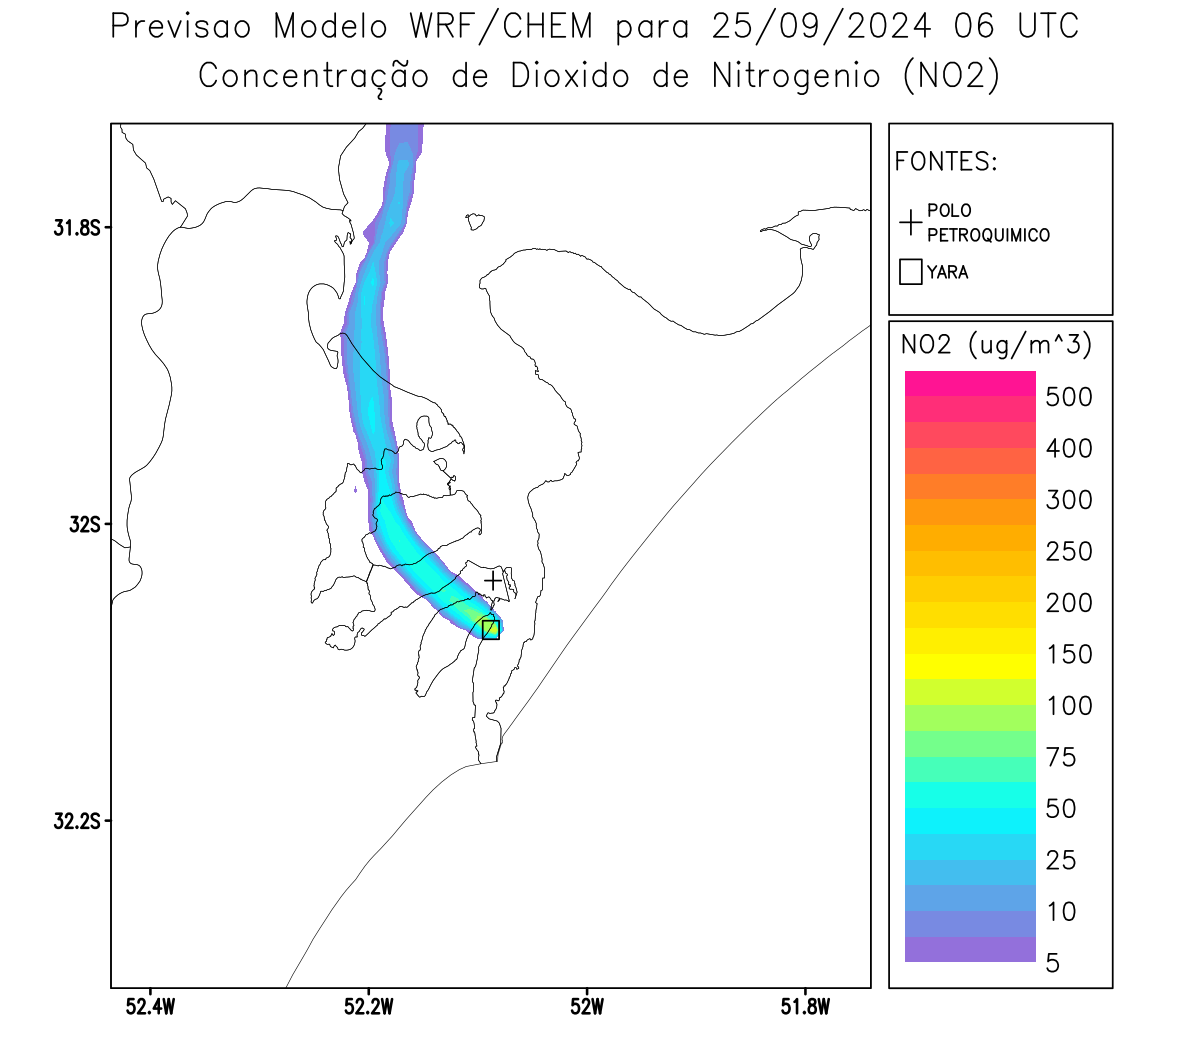 Previsao Modelo WRF/CHEM para 25/09/2024 06 UTC
Concentração de Dioxido de Nitrogenio (NO2)
FONTES:
POLO
PETROQUIMICO
YARA
NO2 (ug/m^3)
500
400
300
250
200
150
100
75
50
25
10
5
31.8S
32S
32.2S
52.4W
52.2W
52W
51.8W